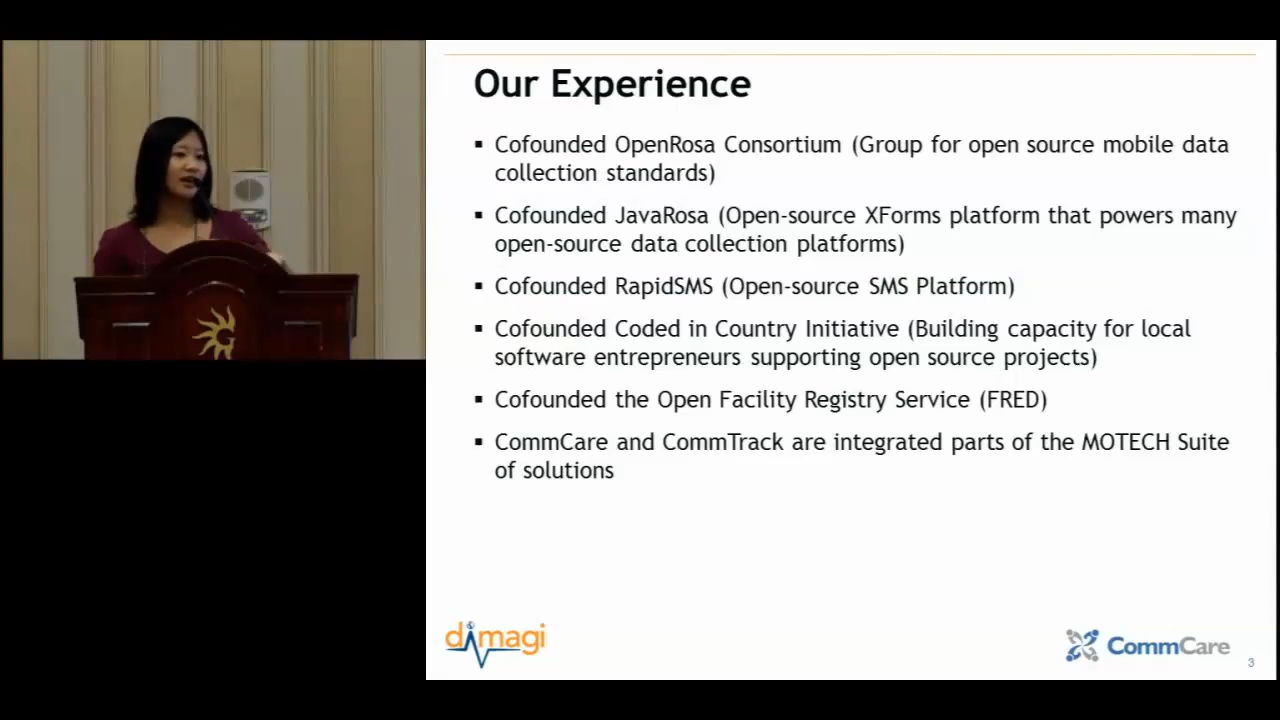 Our Experience
Cofounded OpenRosa Consortium (Group for open source mobile data
collection standards)
Cofounded JavaRosa (Open-source XForms platform that powers many
open-source data collection platforms)
Cofounded RapidSMS (Open-source SMS Platform)
Cofounded Coded in Country Initiative (Building capacity for local
software entrepreneurs supporting open source projects)
Cofounded the Open Facility Registry Service (FRED)
CommCare and CommTrack are integrated parts of the MOTECH Suite
of solutions
dimagi
CommCare
3